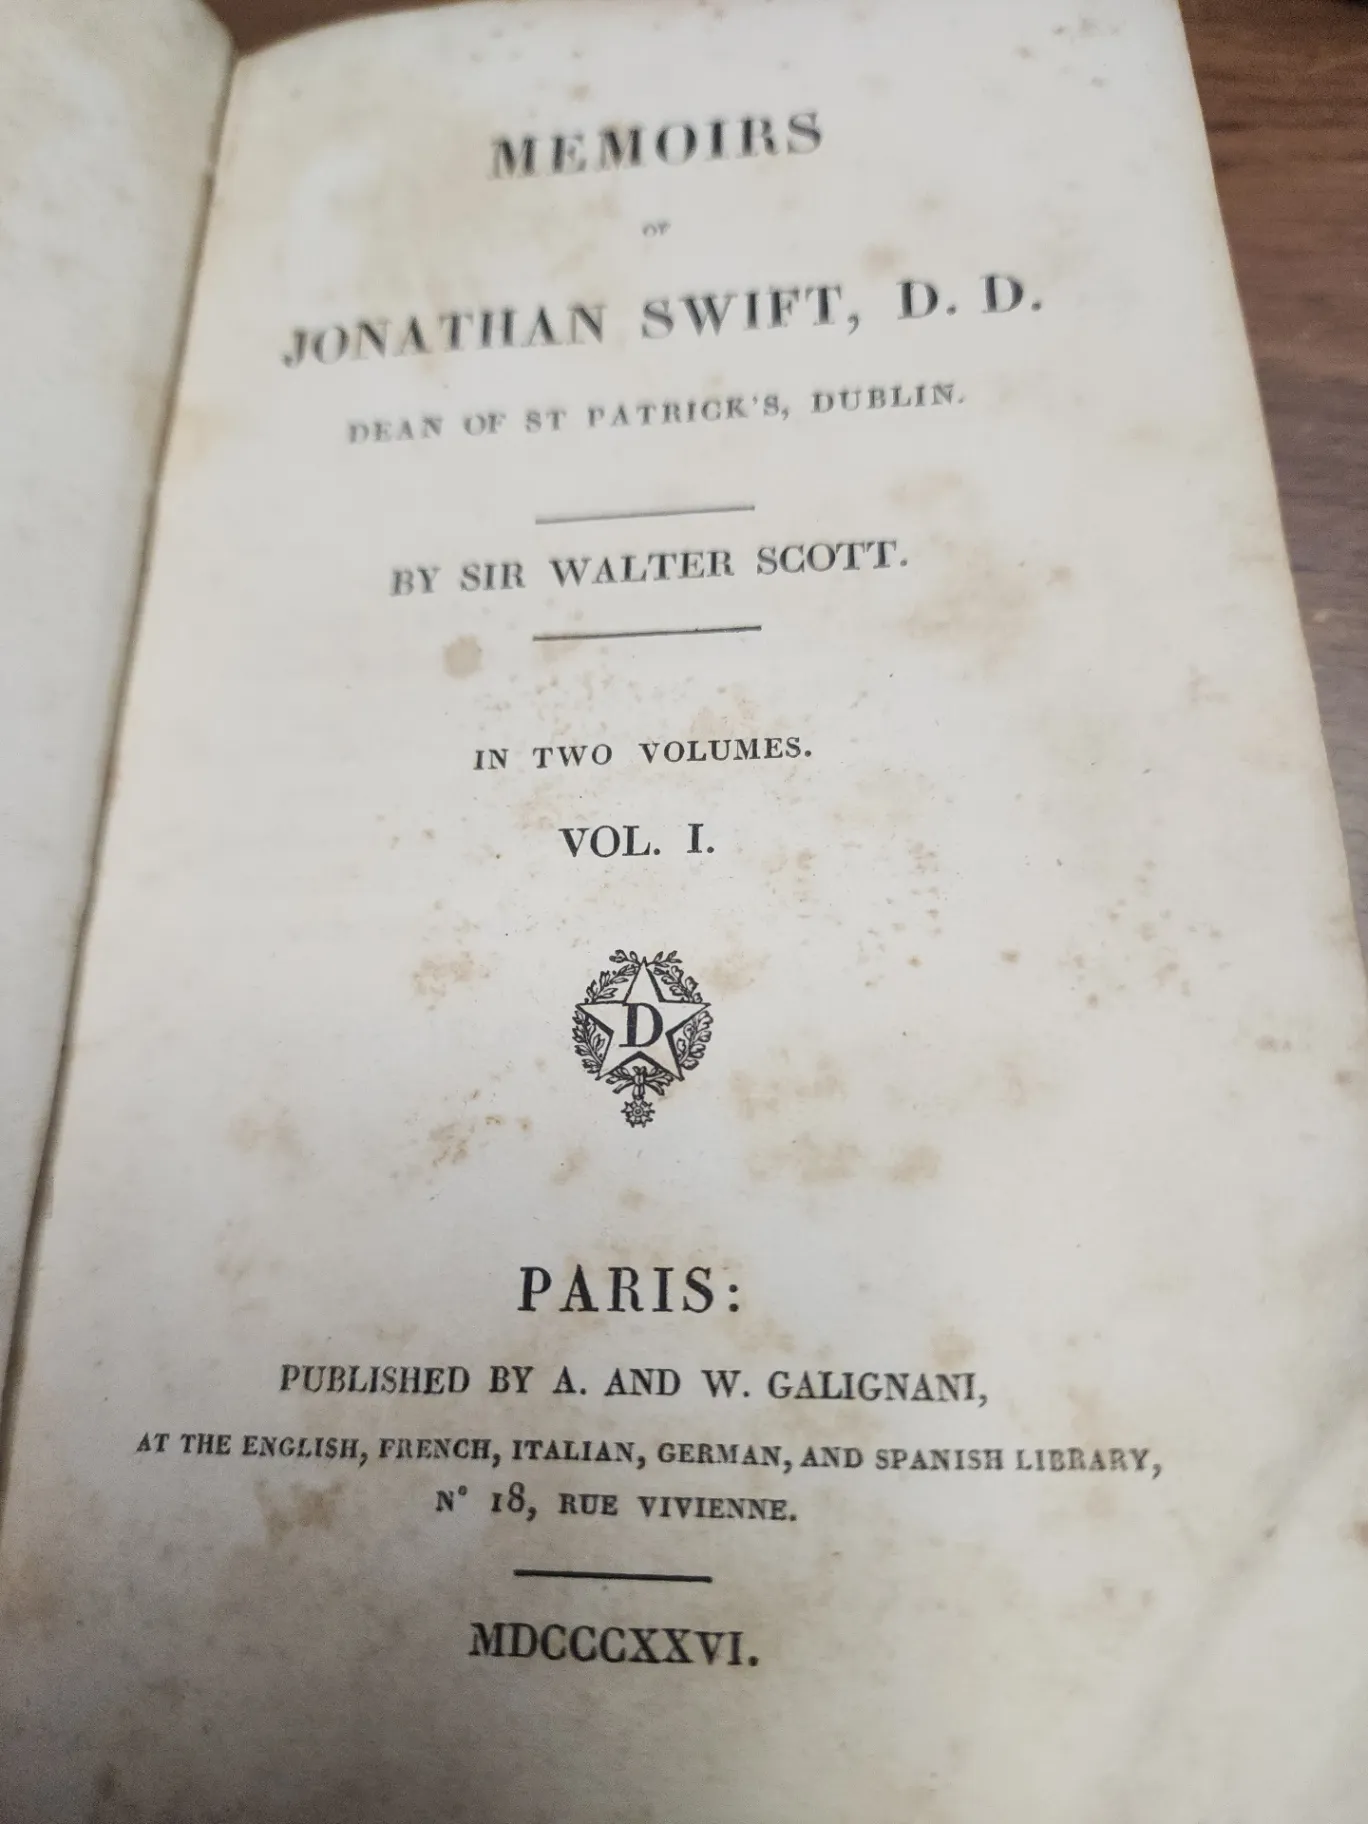 MEMOIRS
OF
JONATHAN SWIFT, D. D.
DEAN OF ST PATRICK'S, DUBLIN.
BY SIR WALTER SCOTT.
IN TWO VOLUMES.
VOL. I.
D
PARIS:
PUBLISHED BY A. AND W. GALIGNANI,
AT THE ENGLISH, FRENCH, ITALIAN, GERMAN, AND SPANISH LIBRARY,
N° 18, RUE VIVIENNE.
MDCCCXXVI.